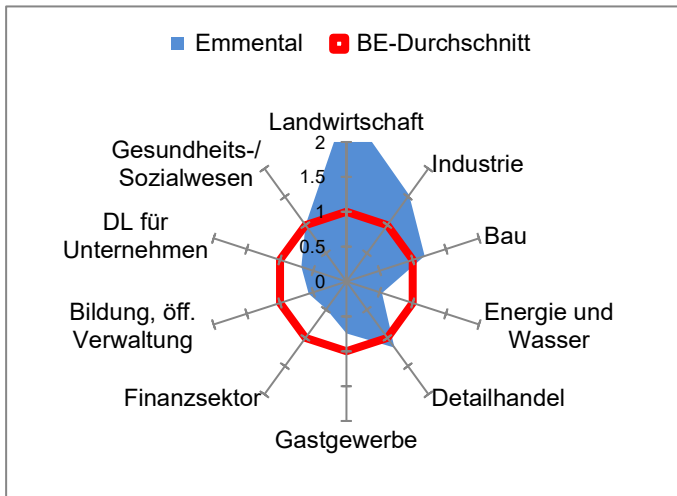 Emmental BE-Durchschnitt
Landwirtschaft
Gesundheits-/
Sozialwesen
Industrie
DL für
Unternehmen
Bau
Bildung, öff.
Verwaltung
Energie und
Wasser
Finanzsektor
Detailhandel
Gastgewerbe
2
1.5
1
0.5
0